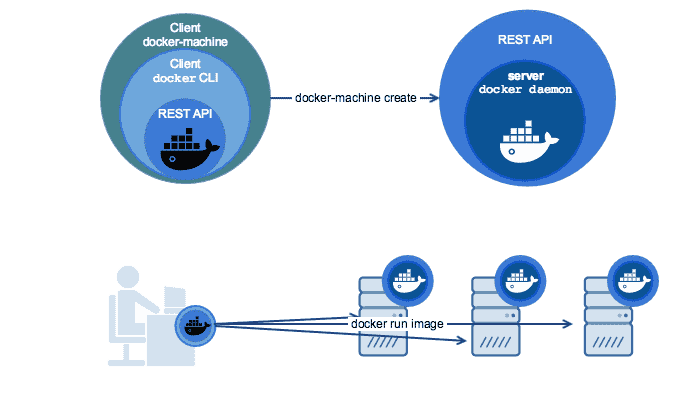 Client
docker-machine
Client
docker CLI
REST API
docker-machine create
REST API
server
docker daemon
docker run image